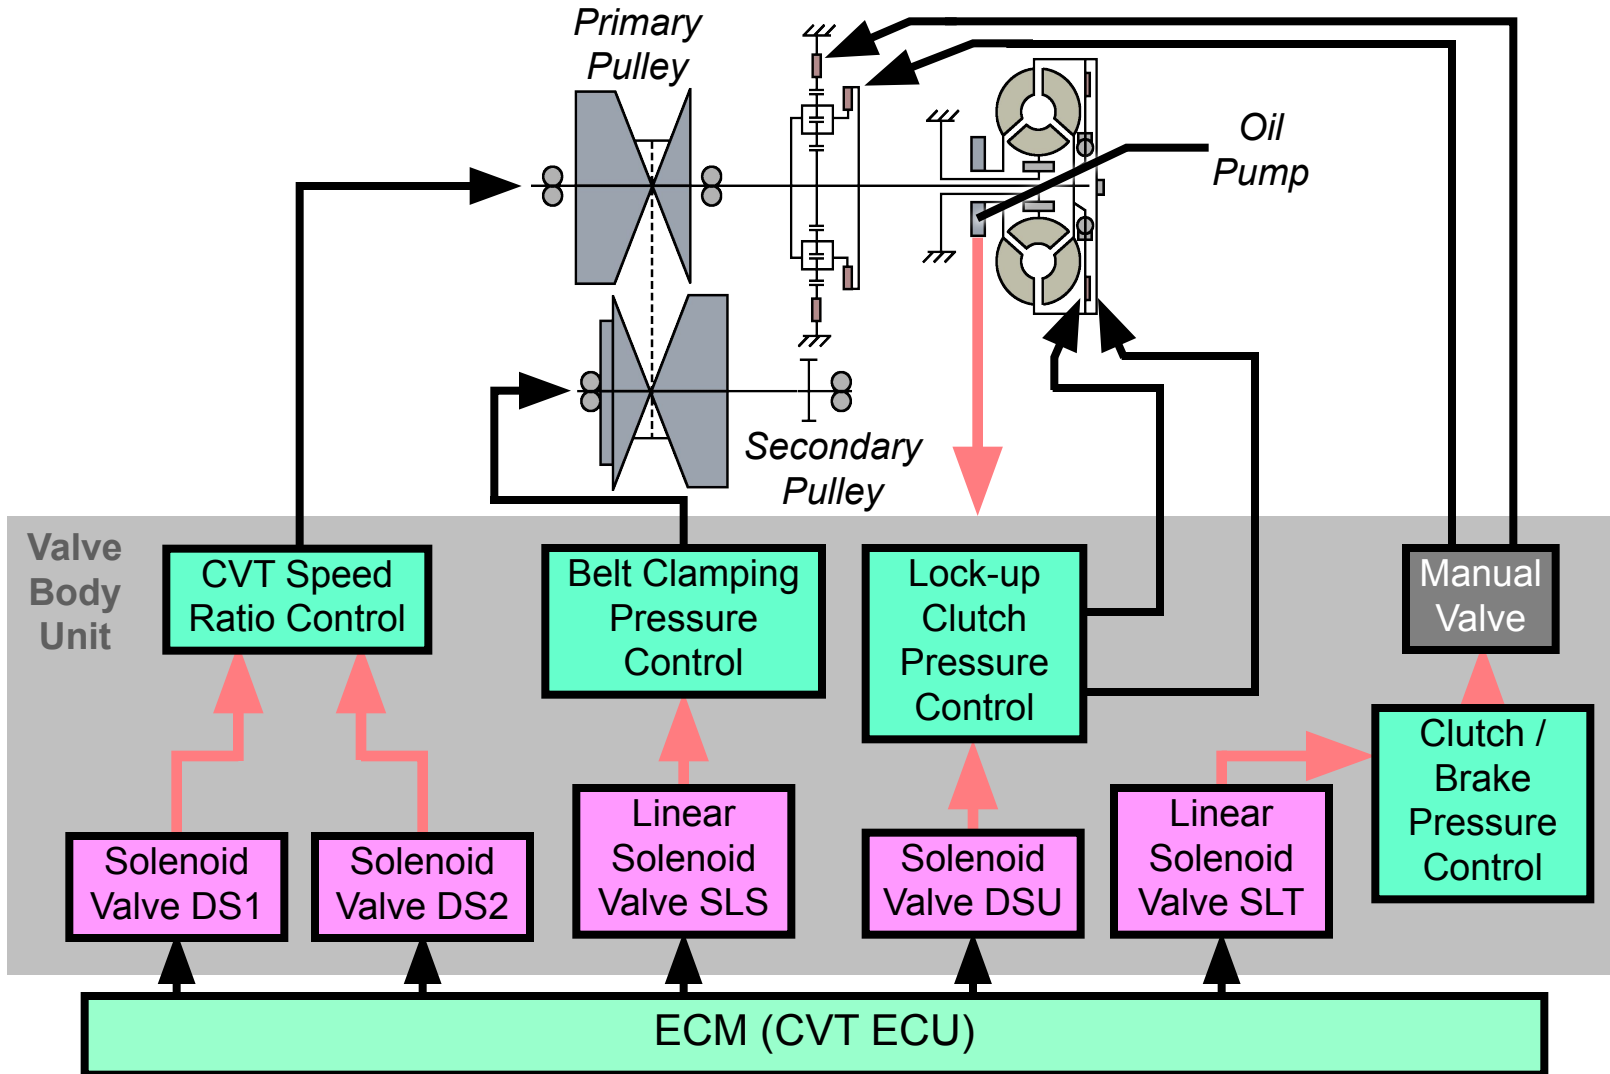 Primary
Pulley
Oil
Pump
Secondary
Pulley
Valve
Body
Unit
CVT Speed
Ratio Control
Belt Clamping
Pressure
Control
Lock-up
Clutch
Pressure
Control
Manual
Valve
Clutch /
Brake
Pressure
Control
Solenoid
Valve DS1
Solenoid
Valve DS2
Linear
Solenoid
Valve SLS
Solenoid
Valve DSU
Linear
Solenoid
Valve SLT
ECM (CVT ECU)